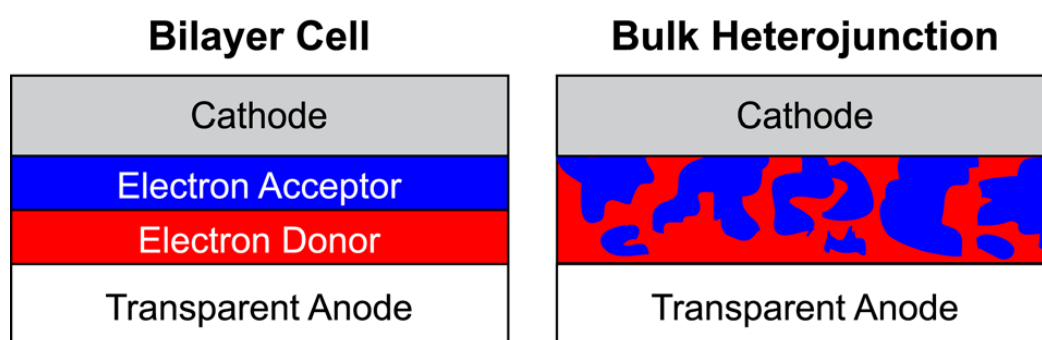 Bilayer Cell
Cathode
Electron Acceptor
Electron Donor
Transparent Anode
Bulk Heterojunction
Cathode
Transparent Anode